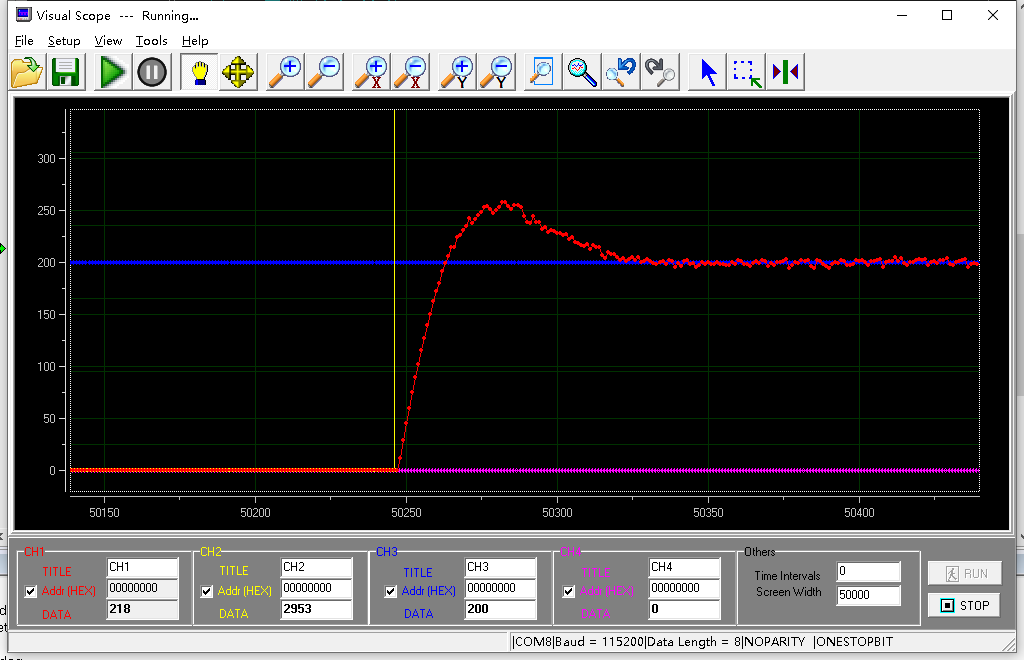 Visual Scope --- Running...
File Setup View Tools Help
X X Y Y
300
250
200
150
100
50
0
50150 50200 50250 50300 50350 50400
CH1 CH2 CH3 CH4 Others
TITLE CH1 TITLE CH2 TITLE CH3 TITLE CH4 Time Intervals 0 RUN
Addr (HEX) 00000000 Addr (HEX) 00000000 Addr (HEX) 00000000 Addr (HEX) 00000000 Screen Width 50000
DATA 218 DATA 2953 DATA 200 DATA 0 STOP
|COM8|Baud = 115200|Data Length = 8|NOPARITY |ONESTOPBIT